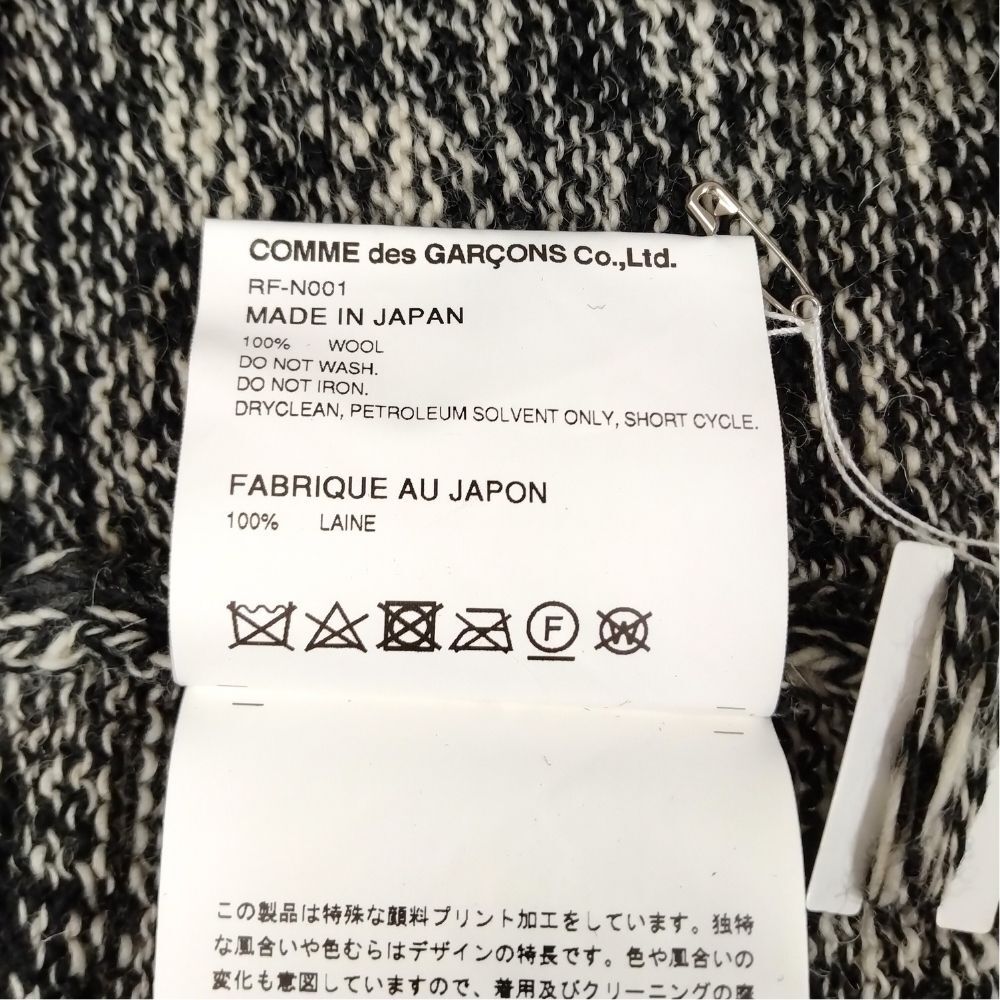 COMME des GARÇONS Co.,Ltd.
RF-N001
MADE IN JAPAN
100% WOOL
DO NOT WASH.
DO NOT IRON.
DRYCLEAN, PETROLEUM SOLVENT ONLY, SHORT CYCLE.
FABRIQUE AU JAPON
100% LAINE
F W
この製品は特殊な顔料プリント加工をしています。独特
な風合いや色むらはデザインの特長です。色や風合いの
変化も意図していますので、着用及びクリーニングの際